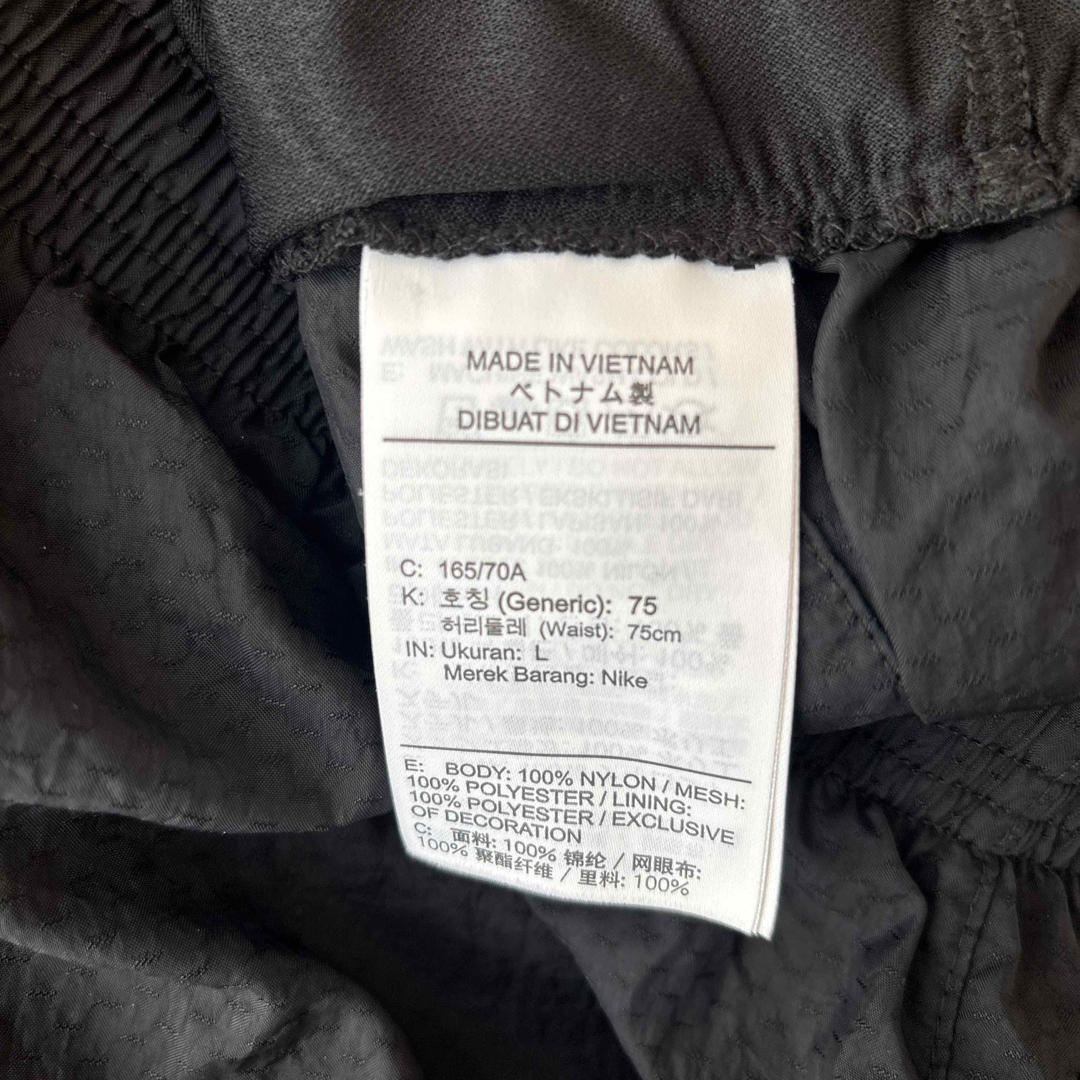 MADE IN VIETNAM
ベトナム製
DIBUAT DI VIETNAM
C: 165/70A
K: 호칭 (Generic): 75
허리둘레 (Waist): 75cm
IN: Ukuran: L
Merek Barang: Nike
E: BODY: 100% NYLON / MESH:
100% POLYESTER / LINING:
100% POLYESTER / EXCLUSIVE
OF DECORATION
C: 面料: 100% 锦纶 / 网眼布:
100% 聚酯纤维 / 里料: 100%